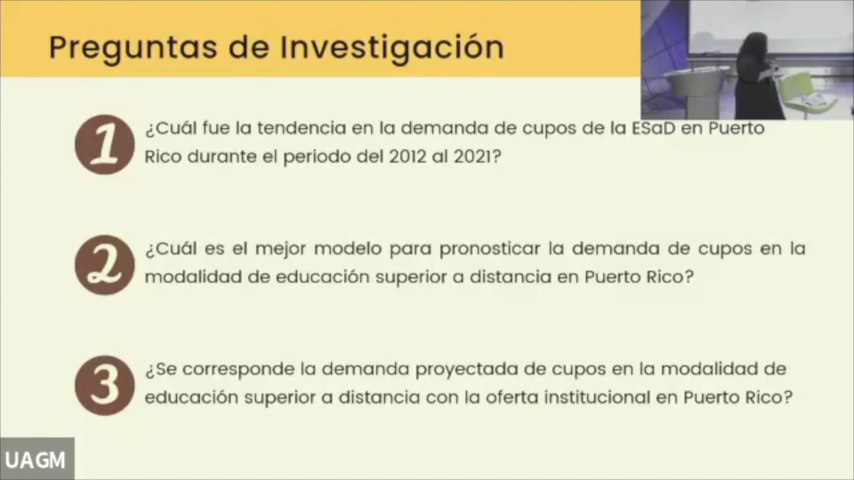 Preguntas de Investigación
1
¿Cuál fue la tendencia en la demanda de cupos de la ESaD en Puerto
Rico durante el periodo del 2012 al 2021?
2
¿Cuál es el mejor modelo para pronosticar la demanda de cupos en la
modalidad de educación superior a distancia en Puerto Rico?
3
¿Se corresponde la demanda proyectada de cupos en la modalidad de
educación superior a distancia con la oferta institucional en Puerto Rico?
UAGM